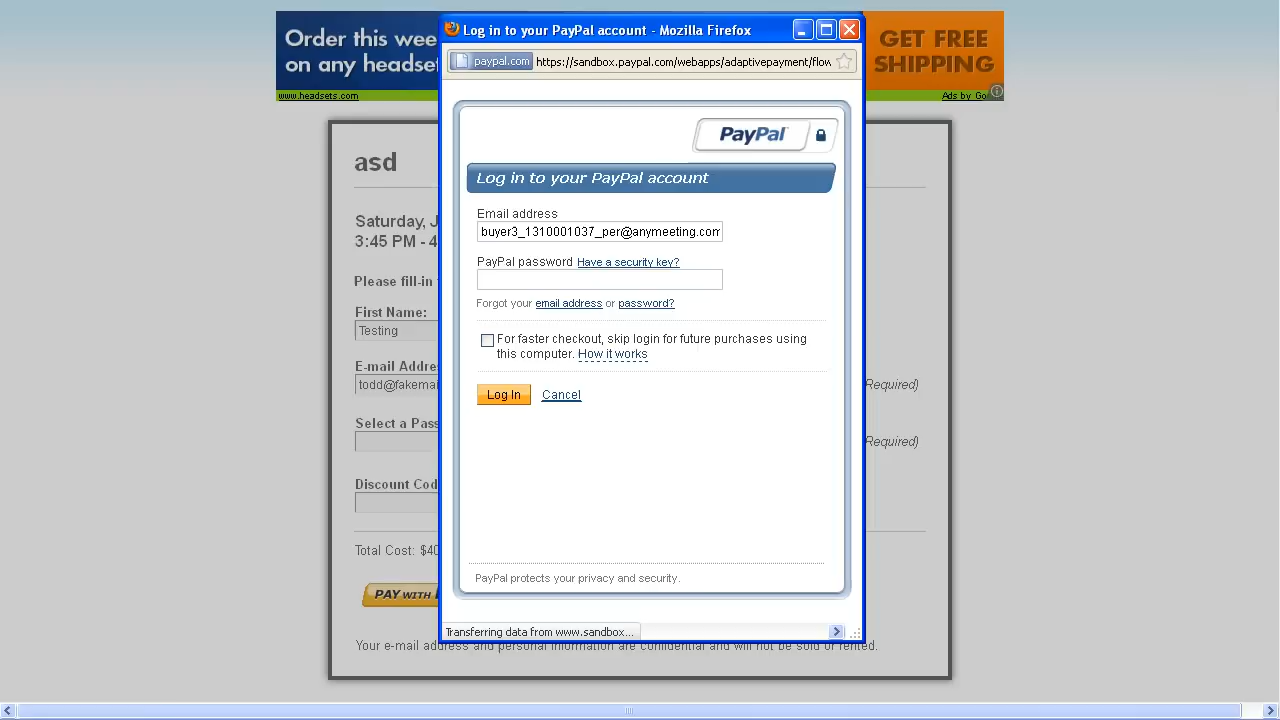 Order this wee
on any headset
GET FREE
SHIPPING
www.headsets.com
Ads by Go
Log in to your PayPal account - Mozilla Firefox
paypal.com https://sandbox.paypal.com/webapps/adaptivepayment/flow
PayPal
Log in to your PayPal account
Email address
buyer3_1310001037_per@anymeeting.com
PayPal password Have a security key?
Forgot your email address or password?
For faster checkout, skip login for future purchases using
this computer. How it works
Log In Cancel
PayPal protects your privacy and security.
Transferring data from www.sandbox...
asd
Saturday, J
3:45 PM - 4
Please fill-in
First Name:
Testing
E-mail Addre
todd@fakemai
Required)
Select a Pass
Required)
Discount Cod
Total Cost: $40
PAY WITH
Your e-mail address and personal information are confidential and will not be sold or rented.